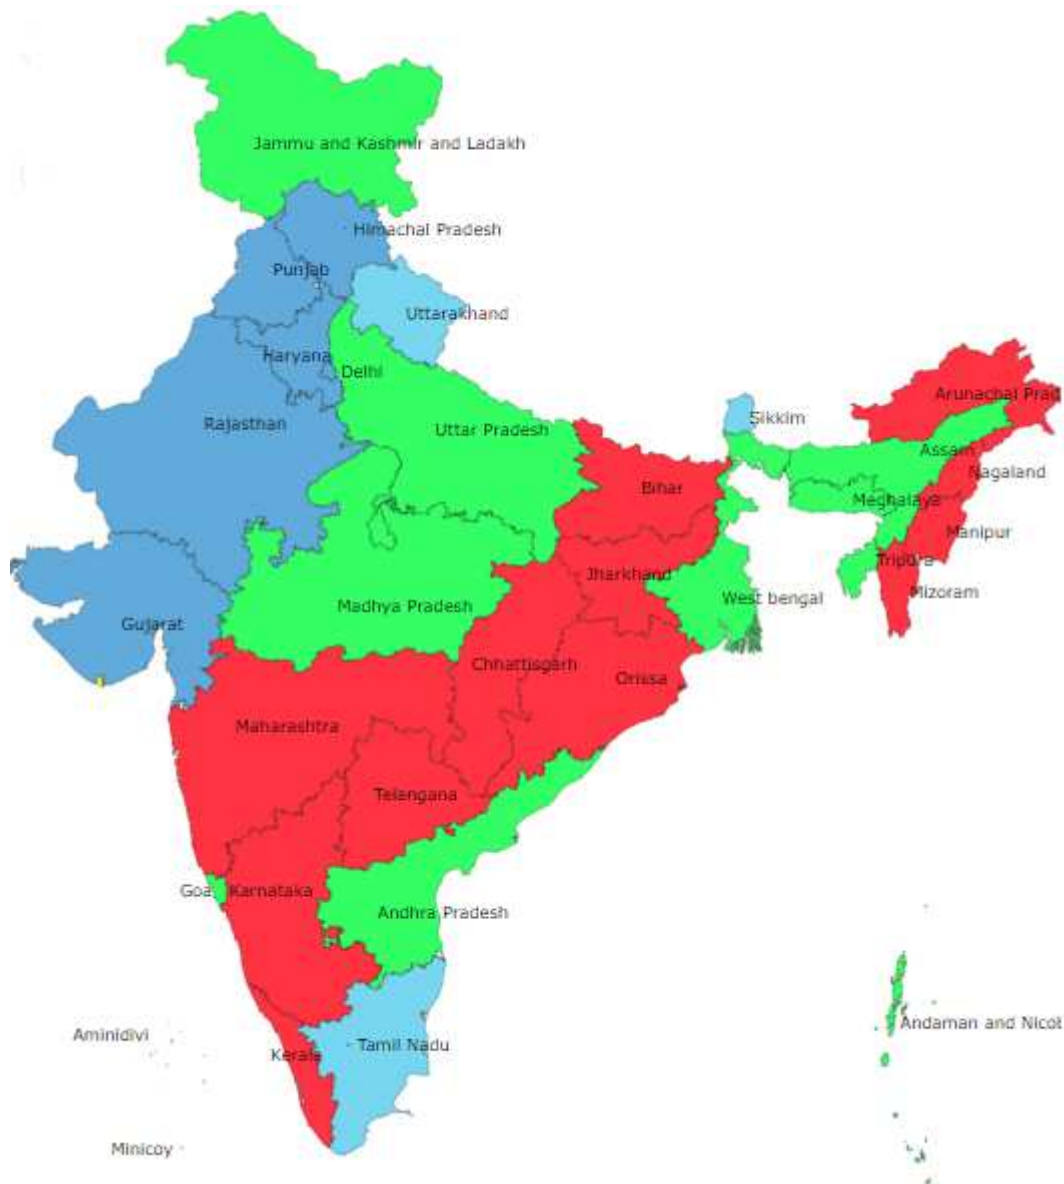 Jammu and Kashmir and Ladakh
Himachal Pradesh
Punjab
Uttarakhand
Haryana
Delhi
Arunachal Prad
Rajasthan
Sikkim
Uttar Pradesh
Assam
Nagaland
Bihar
Meghalaya
Manipur
Tripura
Jharkhand
Mizoram
West bengal
Madhya Pradesh
Gujarat
Chhattisgarh
Orissa
Maharashtra
Telangana
Goa
Karnataka
Andhra Pradesh
Andaman and Nicob
Aminidivi
Kerala
Tamil Nadu
Minicoy